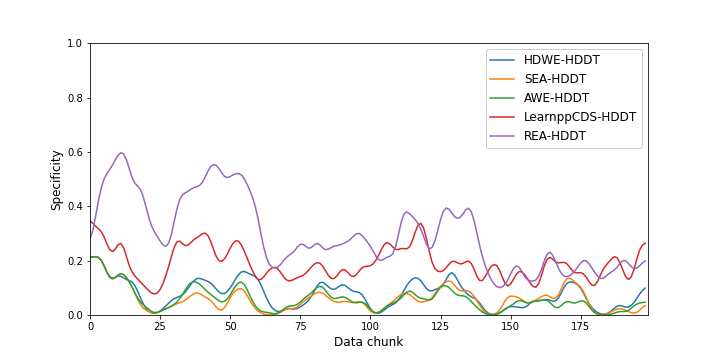 1.0
0.8
0.6
0.4
0.2
0.0
Specificity
0 25 50 75 100 125 150 175
Data chunk
HDWE-HDDT
SEA-HDDT
AWE-HDDT
LearnppCDS-HDDT
REA-HDDT